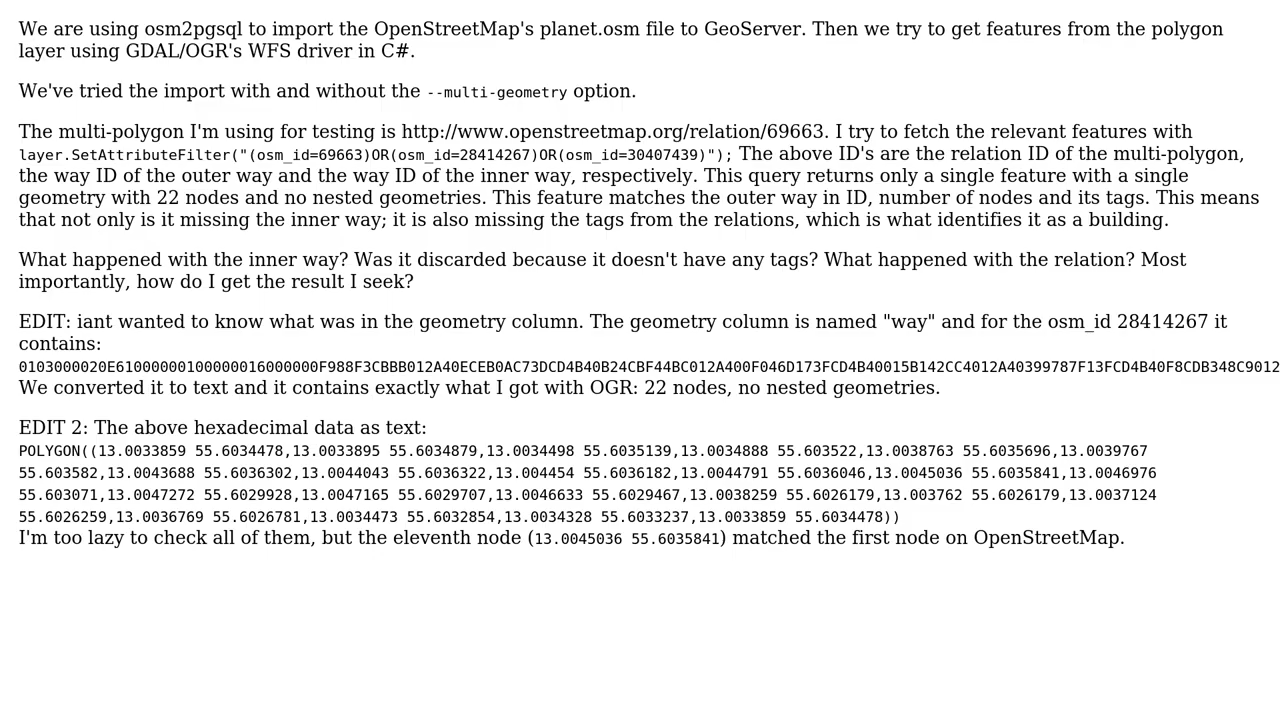 We are using osm2pgsql to import the OpenStreetMap's planet.osm file to GeoServer. Then we try to get features from the polygon
layer using GDAL/OGR's WFS driver in C#.
We've tried the import with and without the --multi-geometry option.
The multi-polygon I'm using for testing is http://www.openstreetmap.org/relation/69663. I try to fetch the relevant features with
layer.SetAttributeFilter("(osm_id=69663)OR(osm_id=28414267)OR(osm_id=30407439)"); The above ID's are the relation ID of the multi-polygon,
the way ID of the outer way and the way ID of the inner way, respectively. This query returns only a single feature with a single
geometry with 22 nodes and no nested geometries. This feature matches the outer way in ID, number of nodes and its tags. This means
that not only is it missing the inner way; it is also missing the tags from the relations, which is what identifies it as a building.
What happened with the inner way? Was it discarded because it doesn't have any tags? What happened with the relation? Most
importantly, how do I get the result I seek?
EDIT: iant wanted to know what was in the geometry column. The geometry column is named "way" and for the osm_id 28414267 it
contains:
0103000020E61000000100000016000000F988F3CBBB012A40ECEB0AC73DCD4B40B24CBF44BC012A400F046D173FCD4B40015B142CC4012A40399787F13FCD4B40F8CDB348C9012
We converted it to text and it contains exactly what I got with OGR: 22 nodes, no nested geometries.
EDIT 2: The above hexadecimal data as text:
POLYGON((13.0033859 55.6034478,13.0033895 55.6034879,13.0034498 55.6035139,13.0034888 55.603522,13.0038763 55.6035696,13.0039767
55.603582,13.0043688 55.6036302,13.0044043 55.6036322,13.004454 55.6036182,13.0044791 55.6036046,13.0045036 55.6035841,13.0046976
55.603071,13.0047272 55.6029928,13.0047165 55.6029707,13.0046633 55.6029467,13.0038259 55.6026179,13.003762 55.6026179,13.0037124
55.6026259,13.0036769 55.6026781,13.0034473 55.6032854,13.0034328 55.6033237,13.0033859 55.6034478))
I'm too lazy to check all of them, but the eleventh node (13.0045036 55.6035841) matched the first node on OpenStreetMap.